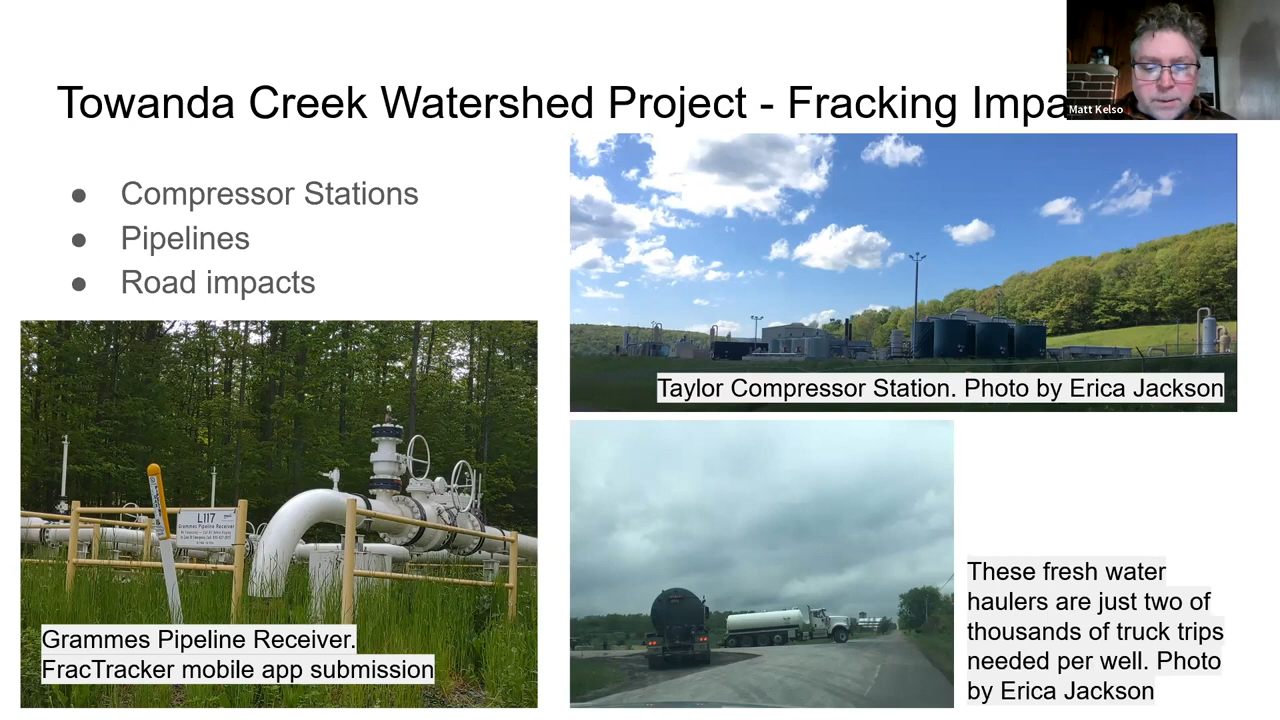 Towanda Creek Watershed Project - Fracking Impa
Matt Kelso
● Compressor Stations
● Pipelines
● Road impacts
Taylor Compressor Station. Photo by Erica Jackson
L117
Grammes Pipeline Receiver
Grammes Pipeline Receiver.
FracTracker mobile app submission
These fresh water
haulers are just two of
thousands of truck trips
needed per well. Photo
by Erica Jackson